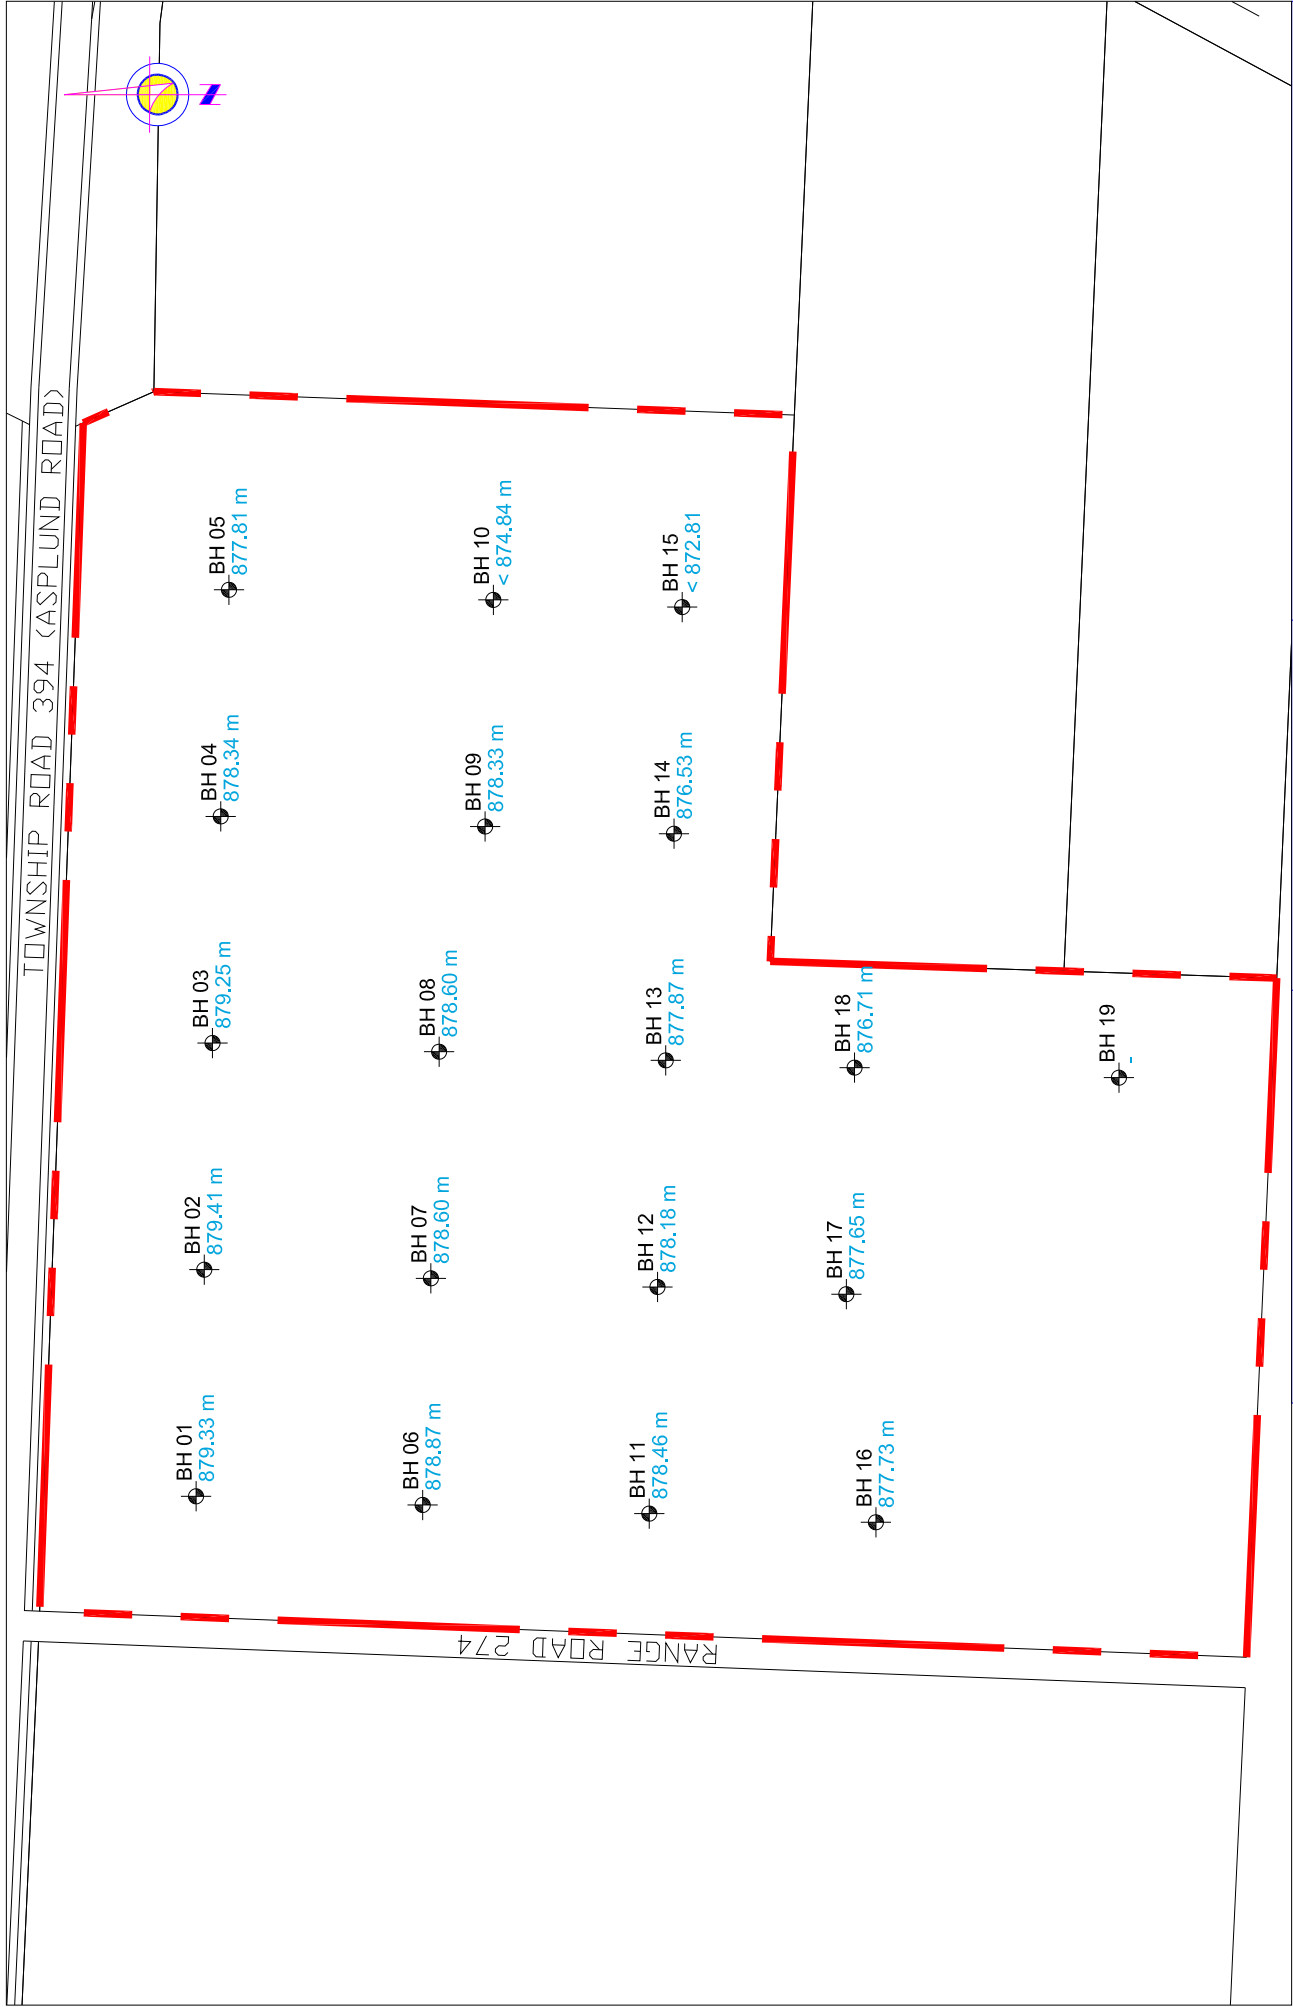 N
TOWNSHIP ROAD 394 (ASPLUND ROAD)
RANGE ROAD 274
BH 01
879.33 m
BH 02
879.41 m
BH 03
879.25 m
BH 04
878.34 m
BH 05
877.81 m
BH 06
878.87 m
BH 07
878.60 m
BH 08
878.60 m
BH 09
878.33 m
BH 10
< 874.84 m
BH 11
878.46 m
BH 12
878.18 m
BH 13
877.87 m
BH 14
876.53 m
BH 15
< 872.81
BH 16
877.73 m
BH 17
877.65 m
BH 18
876.71 m
BH 19
-